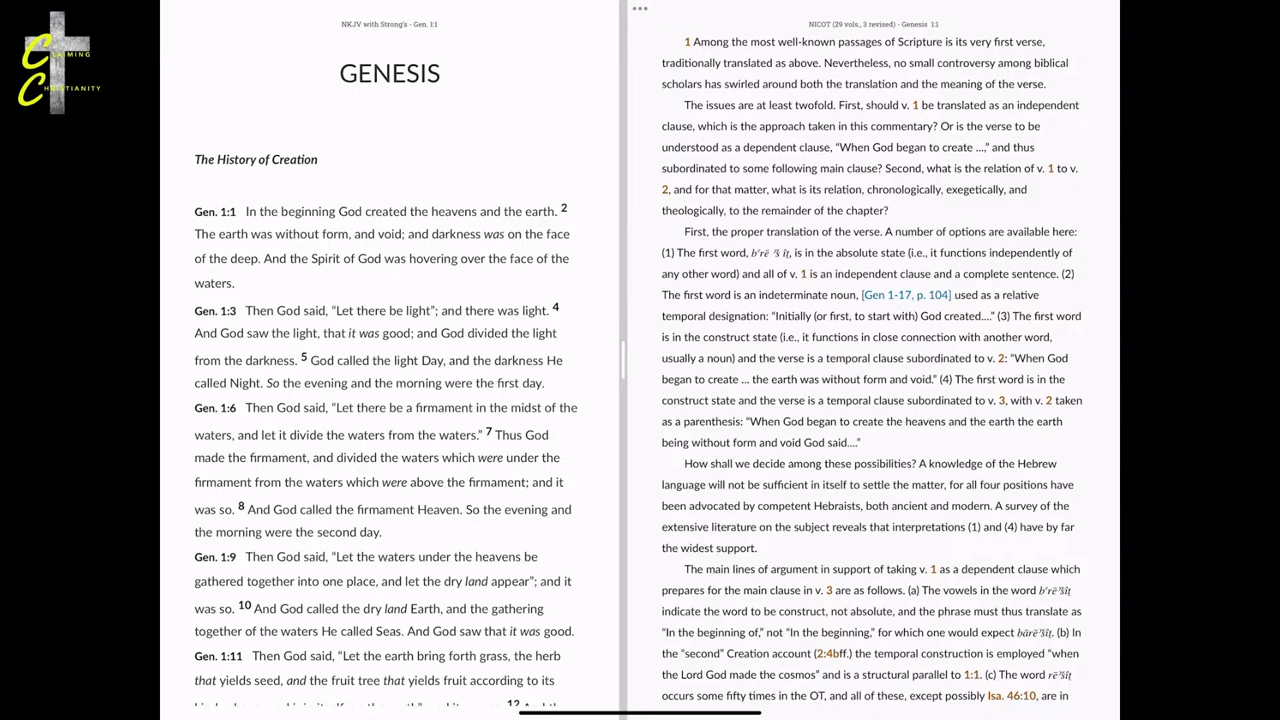 CLAIMING
CHRISTIANITY
NKJV with Strong's - Gen. 1:1
GENESIS
The History of Creation
Gen. 1:1 In the beginning God created the heavens and the earth. 2
The earth was without form, and void; and darkness was on the face
of the deep. And the Spirit of God was hovering over the face of the
waters.
Gen. 1:3 Then God said, “Let there be light”; and there was light. 4
And God saw the light, that it was good; and God divided the light
from the darkness. 5 God called the light Day, and the darkness He
called Night. So the evening and the morning were the first day.
Gen. 1:6 Then God said, “Let there be a firmament in the midst of the
waters, and let it divide the waters from the waters.” 7 Thus God
made the firmament, and divided the waters which were under the
firmament from the waters which were above the firmament; and it
was so. 8 And God called the firmament Heaven. So the evening and
the morning were the second day.
Gen. 1:9 Then God said, “Let the waters under the heavens be
gathered together into one place, and let the dry land appear”; and it
was so. 10 And God called the dry land Earth, and the gathering
together of the waters He called Seas. And God saw that it was good.
Gen. 1:11 Then God said, “Let the earth bring forth grass, the herb
that yields seed, and the fruit tree that yields fruit according to its
NICOT (29 vols., 3 revised) - Genesis 1:1
1 Among the most well-known passages of Scripture is its very first verse,
traditionally translated as above. Nevertheless, no small controversy among biblical
scholars has swirled around both the translation and the meaning of the verse.
The issues are at least twofold. First, should v. 1 be translated as an independent
clause, which is the approach taken in this commentary? Or is the verse to be
understood as a dependent clause, “When God began to create ...,” and thus
subordinated to some following main clause? Second, what is the relation of v. 1 to v.
2, and for that matter, what is its relation, chronologically, exegetically, and
theologically, to the remainder of the chapter?
First, the proper translation of the verse. A number of options are available here:
(1) The first word, bᵉrē ʾš îṯ, is in the absolute state (i.e., it functions independently of
any other word) and all of v. 1 is an independent clause and a complete sentence. (2)
The first word is an indeterminate noun, [Gen 1-17, p. 104] used as a relative
temporal designation: “Initially (or first, to start with) God created....” (3) The first word
is in the construct state (i.e., it functions in close connection with another word,
usually a noun) and the verse is a temporal clause subordinated to v. 2: “When God
began to create ... the earth was without form and void.” (4) The first word is in the
construct state and the verse is a temporal clause subordinated to v. 3, with v. 2 taken
as a parenthesis: “When God began to create the heavens and the earth the earth
being without form and void God said....”
How shall we decide among these possibilities? A knowledge of the Hebrew
language will not be sufficient in itself to settle the matter, for all four positions have
been advocated by competent Hebraists, both ancient and modern. A survey of the
extensive literature on the subject reveals that interpretations (1) and (4) have by far
the widest support.
The main lines of argument in support of taking v. 1 as a dependent clause which
prepares for the main clause in v. 3 are as follows. (a) The vowels in the word bᵉrēʾšîṯ
indicate the word to be construct, not absolute, and the phrase must thus translate as
“In the beginning of,” not “In the beginning,” for which one would expect bārēʾšîṯ. (b) In
the “second” Creation account (2:4bff.) the temporal construction is employed “when
the Lord God made the cosmos” and is a structural parallel to 1:1. (c) The word rēʾšîṯ
occurs some fifty times in the OT, and all of these, except possibly Isa. 46:10, are in